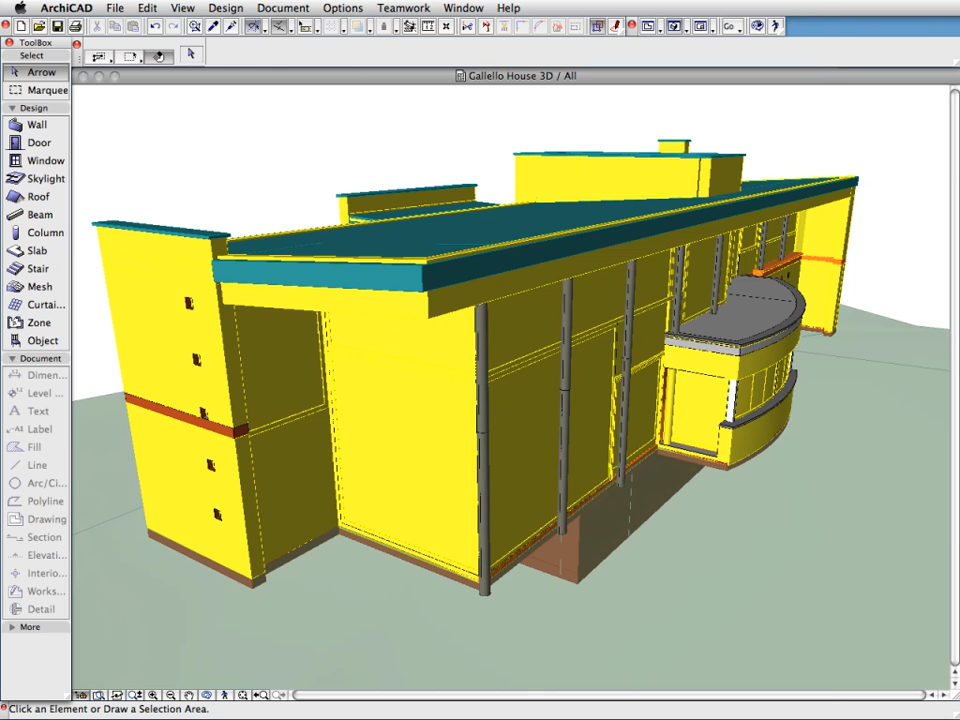 ArchiCAD File Edit View Design Document Options Teamwork Window Help
Go
ToolBox
Select
Arrow
Marquee
Design
Wall
Door
Window
Skylight
Roof
Beam
Column
Slab
Stair
Mesh
Curtai...
Zone
Object
Document
Dimen...
Level ...
Text
A1 Label
Fill
Line
Arc/Ci...
Polyline
Drawing
Section
Elevati...
Interio...
Works...
Detail
More
Gallello House 3D / All
Click an Element or Draw a Selection Area.